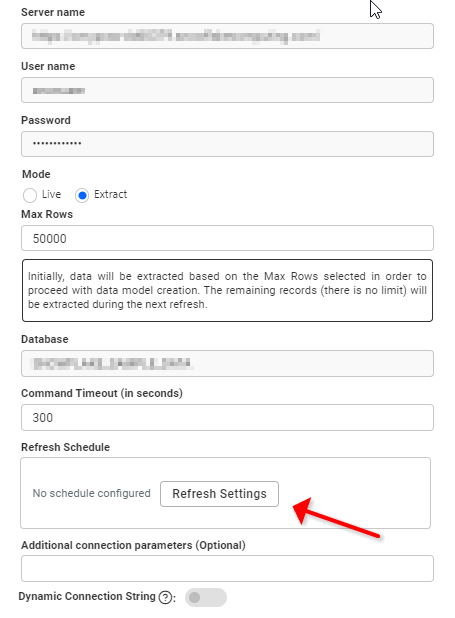 Server name
User name
Password
••••••••••••
Mode
Live Extract
Max Rows
50000
Initially, data will be extracted based on the Max Rows selected in order to
proceed with data model creation. The remaining records (there is no limit) will
be extracted during the next refresh.
Database
Command Timeout (in seconds)
300
Refresh Schedule
No schedule configured Refresh Settings
Additional connection parameters (Optional)
Dynamic Connection String ? :